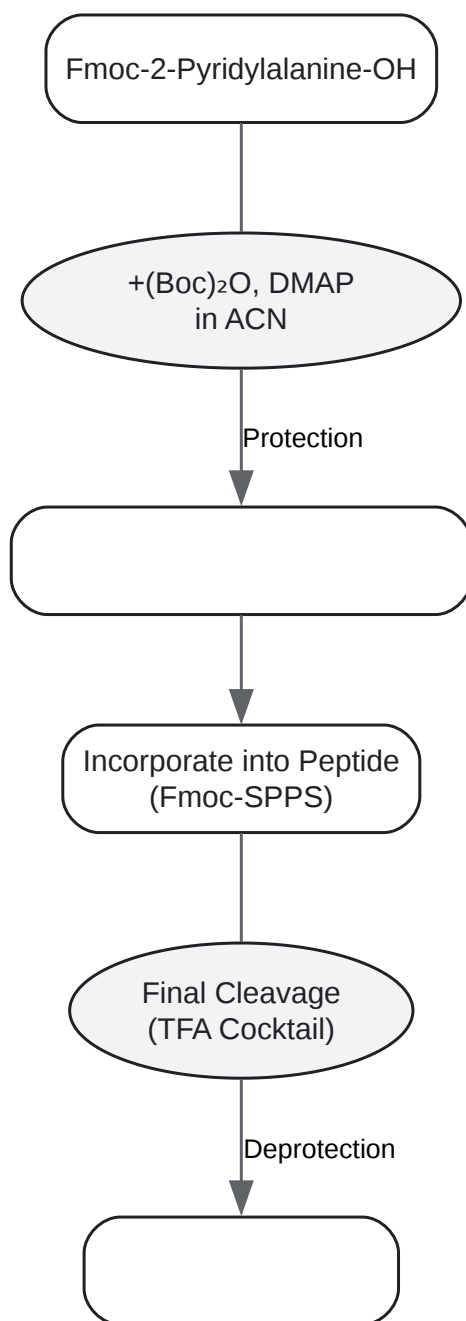 Fmoc-2-Pyridylalanine-OH
+(Boc)₂O, DMAP
in ACN
Protection
Incorporate into Peptide
(Fmoc-SPPS)
Final Cleavage
(TFA Cocktail)
Deprotection